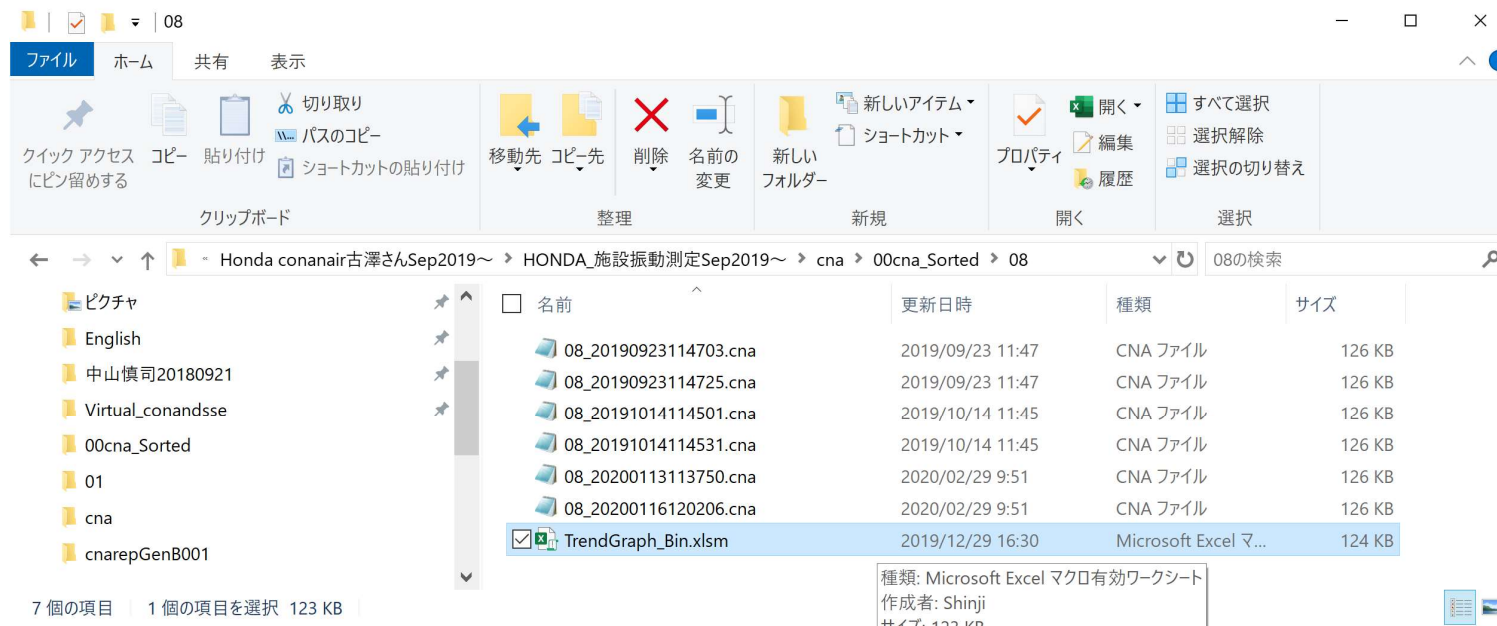 08
ファイル ホーム 共有 表示
クイック アクセス
にピン留めする
コピー
貼り付け
切り取り
パスのコピー
ショートカットの貼り付け
クリップボード
移動先 コピー先 削除 名前の
変更
整理
新しい
フォルダー
新しいアイテム
ショートカット
新規
プロパティ
開く
編集
履歴
開く
すべて選択
選択解除
選択の切り替え
選択
Honda conanair古澤さんSep2019～ > HONDA_施設振動測定Sep2019～ > cna > 00cna_Sorted > 08
08の検索
ピクチャ
English
中山慎司20180921
Virtual_conandsse
00cna_Sorted
01
cna
cnarepGenB001
名前 更新日時 種類 サイズ
08_20190923114703.cna 2019/09/23 11:47 CNA ファイル 126 KB
08_20190923114725.cna 2019/09/23 11:47 CNA ファイル 126 KB
08_20191014114501.cna 2019/10/14 11:45 CNA ファイル 126 KB
08_20191014114531.cna 2019/10/14 11:45 CNA ファイル 126 KB
08_20200113113750.cna 2020/02/29 9:51 CNA ファイル 126 KB
08_20200116120206.cna 2020/02/29 9:51 CNA ファイル 126 KB
TrendGraph_Bin.xlsm 2019/12/29 16:30 Microsoft Excel マ... 124 KB
種類: Microsoft Excel マクロ有効ワークシート
作成者: Shinji
サイズ: 123 KB
7 個の項目 1 個の項目を選択 123 KB